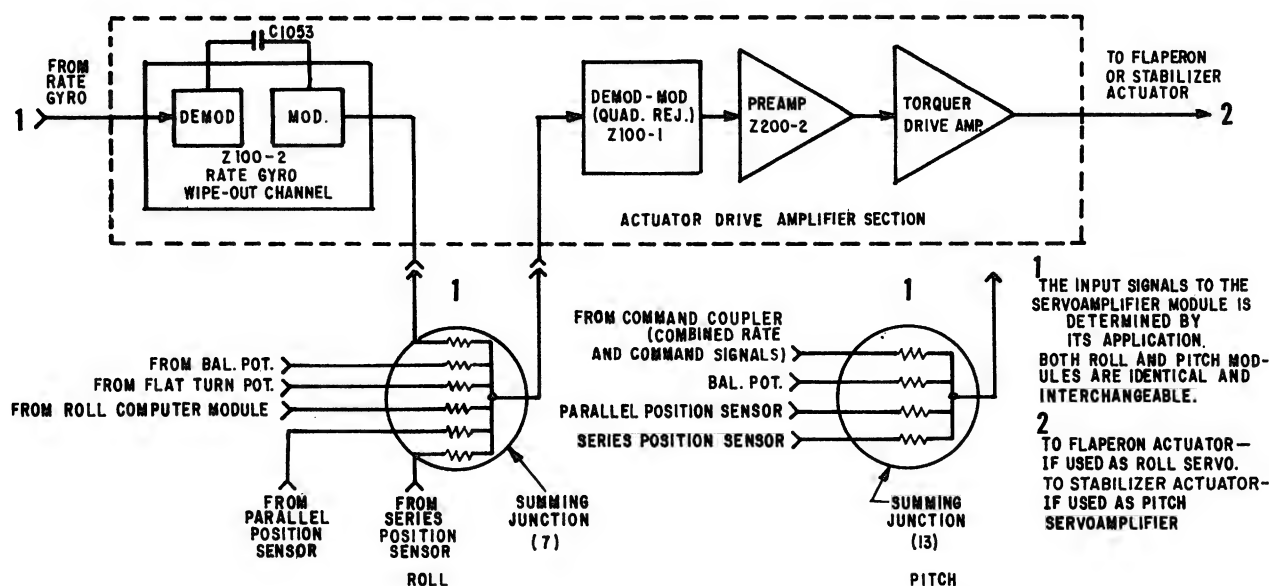 C1053
FROM
RATE
GYRO
1
DEMOD
MOD.
Z100-2
RATE GYRO
WIPE-OUT CHANNEL
DEMOD-MOD
(QUAD. REJ.)
Z100-1
PREAMP
Z200-2
TORQUER
DRIVE AMP.
TO FLAPERON
OR STABILIZER
ACTUATOR
2
ACTUATOR DRIVE AMPLIFIER SECTION
1
FROM BAL. POT.
FROM FLAT TURN POT.
FROM ROLL COMPUTER MODULE
FROM
PARALLEL
POSITION
SENSOR
FROM
SERIES
POSITION
SENSOR
SUMMING
JUNCTION
(7)
ROLL
1
FROM COMMAND COUPLER
(COMBINED RATE
AND COMMAND SIGNALS)
BAL. POT.
PARALLEL POSITION SENSOR
SERIES POSITION SENSOR
SUMMING
JUNCTION
(13)
PITCH
1
THE INPUT SIGNALS TO THE
SERVOAMPLIFIER MODULE IS
DETERMINED BY
ITS APPLICATION.
BOTH ROLL AND PITCH MOD-
ULES ARE IDENTICAL AND
INTERCHANGEABLE.
2
TO FLAPERON ACTUATOR—
IF USED AS ROLL SERVO.
TO STABILIZER ACTUATOR-
IF USED AS PITCH
SERVOAMPLIFIER